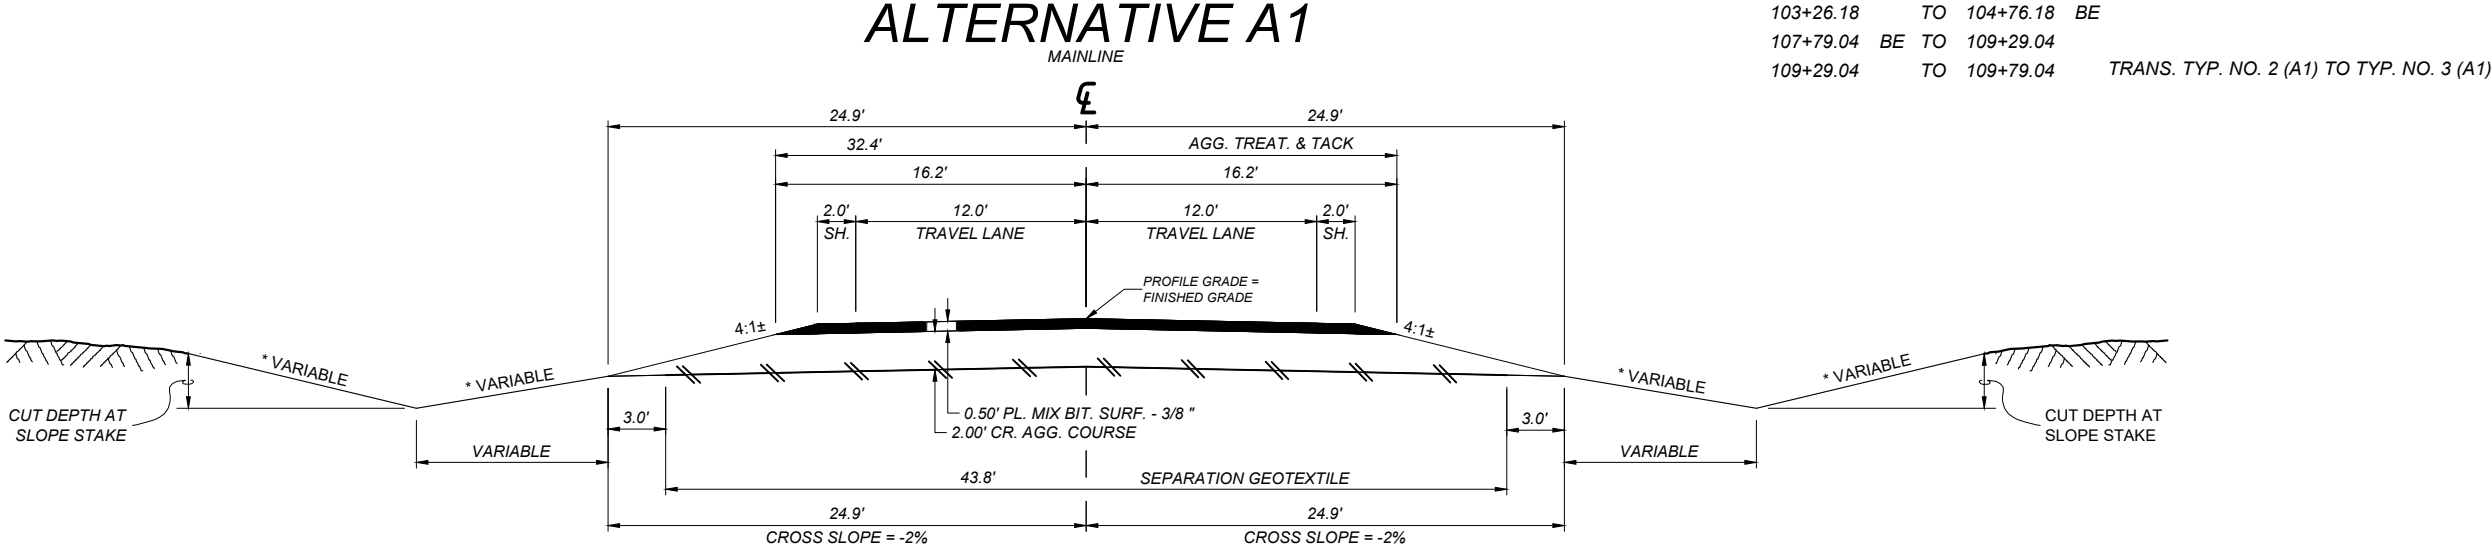 ALTERNATIVE A1
MAINLINE
103+26.18 TO 104+76.18 BE
107+79.04 BE TO 109+29.04
109+29.04 TO 109+79.04 TRANS. TYP. NO. 2 (A1) TO TYP. NO. 3 (A1)
℄
24.9' 24.9'
32.4' AGG. TREAT. & TACK
16.2' 16.2'
2.0' 12.0' 12.0' 2.0'
SH. TRAVEL LANE TRAVEL LANE SH.
PROFILE GRADE =
FINISHED GRADE
4:1± 4:1±
* VARIABLE * VARIABLE * VARIABLE * VARIABLE
CUT DEPTH AT
SLOPE STAKE
3.0' 3.0'
0.50' PL. MIX BIT. SURF. - 3/8 "
2.00' CR. AGG. COURSE
CUT DEPTH AT
SLOPE STAKE
VARIABLE VARIABLE
43.8' SEPARATION GEOTEXTILE
24.9' 24.9'
CROSS SLOPE = -2% CROSS SLOPE = -2%